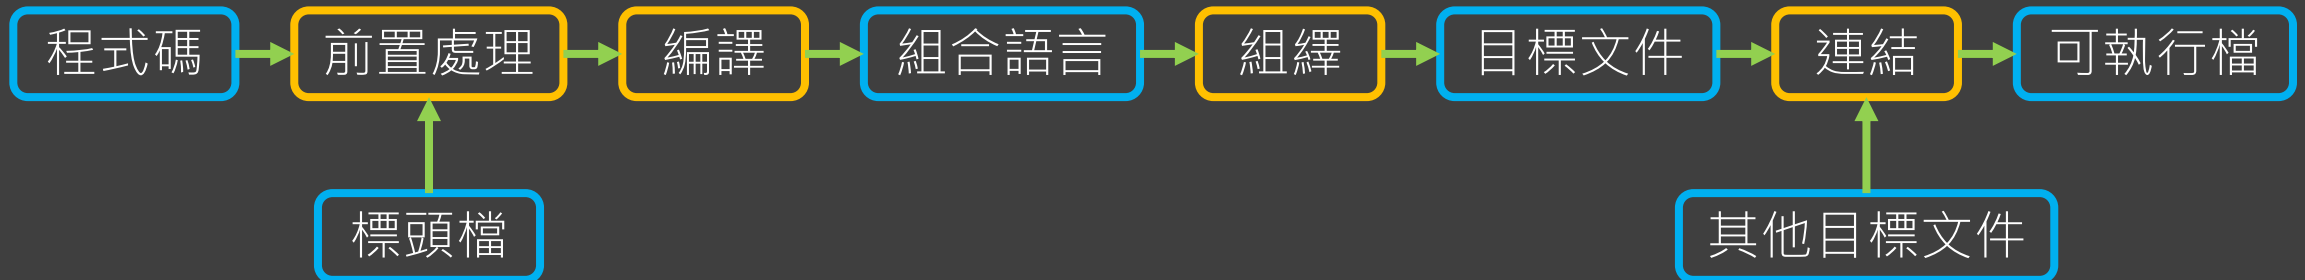 程式碼
前置處理
編譯
組合語言
組繹
目標文件
連結
可執行檔
標頭檔
其他目標文件